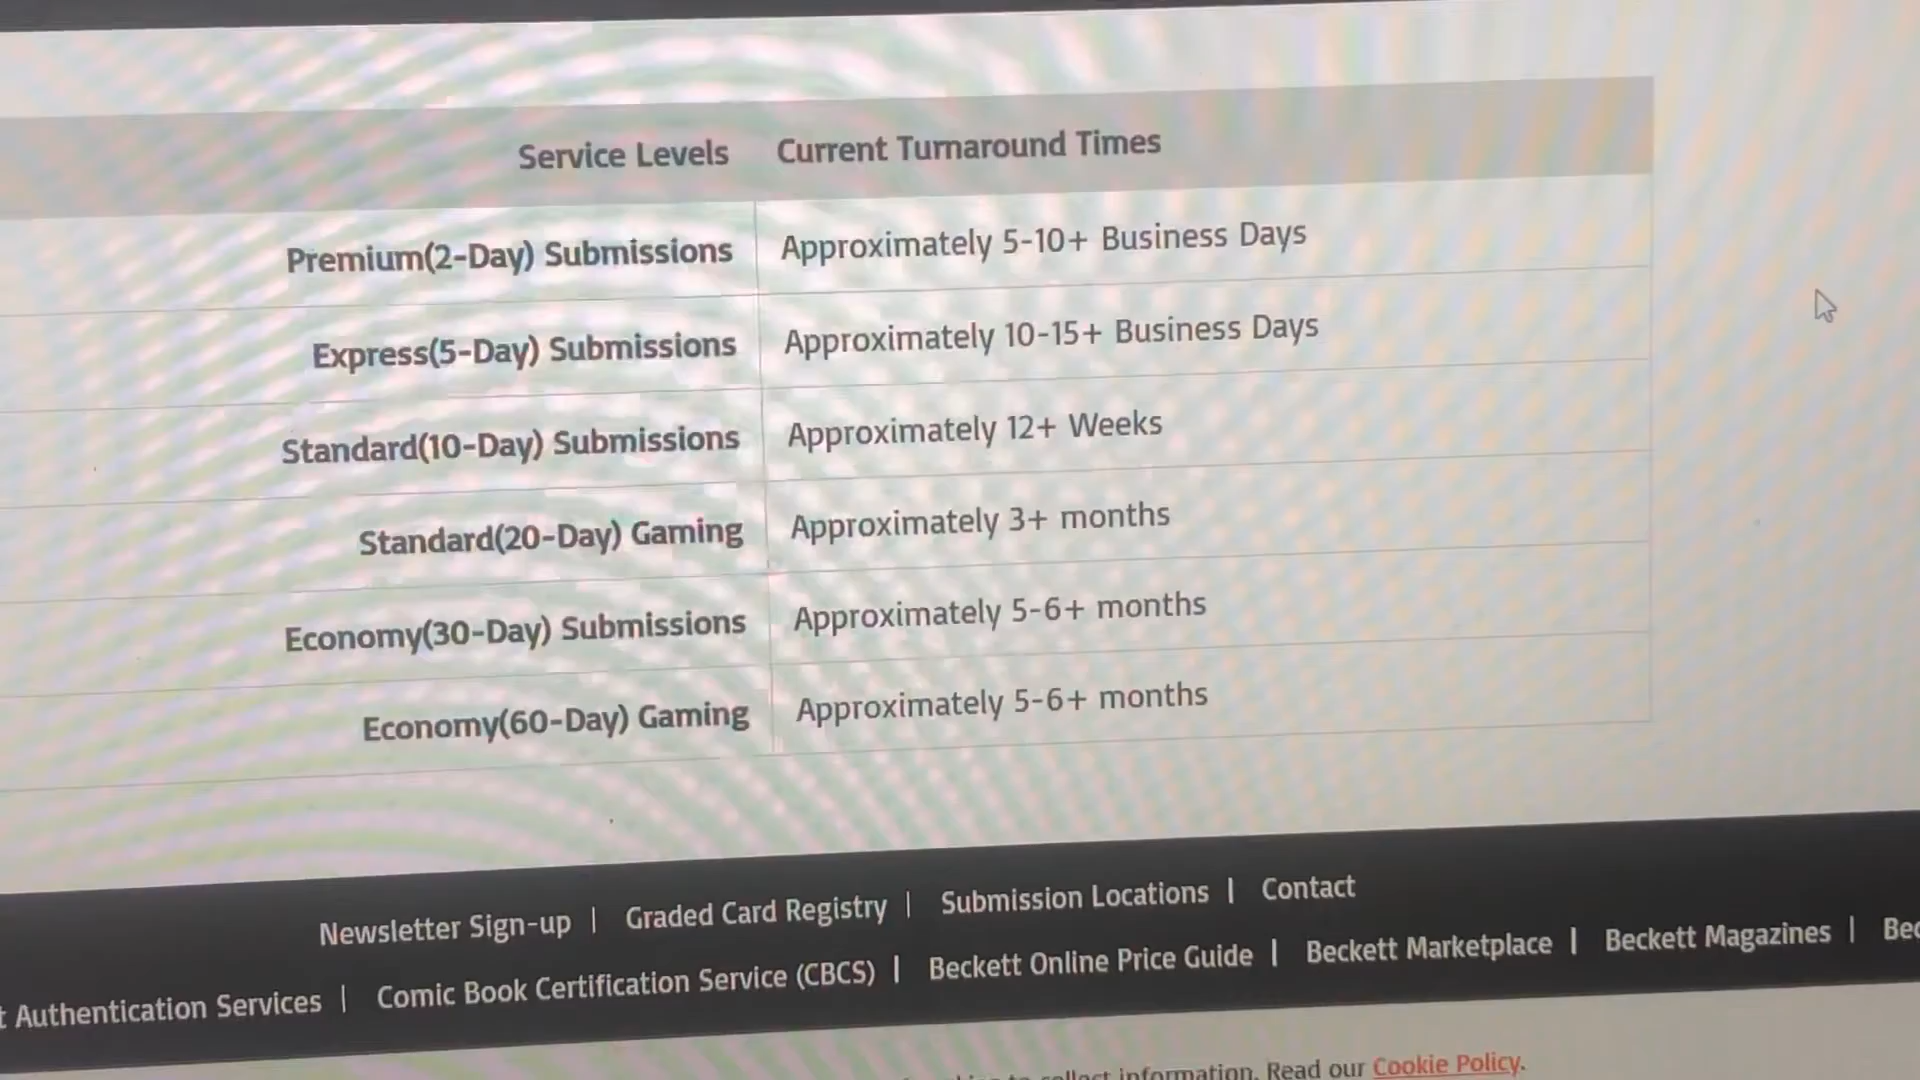 Service Levels Current Turnaround Times
Premium(2-Day) Submissions Approximately 5-10+ Business Days
Express(5-Day) Submissions Approximately 10-15+ Business Days
Standard(10-Day) Submissions Approximately 12+ Weeks
Standard(20-Day) Gaming Approximately 3+ months
Economy(30-Day) Submissions Approximately 5-6+ months
Economy(60-Day) Gaming Approximately 5-6+ months
Newsletter Sign-up | Graded Card Registry | Submission Locations | Contact
Authentication Services | Comic Book Certification Service (CBCS) | Beckett Online Price Guide | Beckett Marketplace | Beckett Magazines |
to collect information. Read our Cookie Policy.